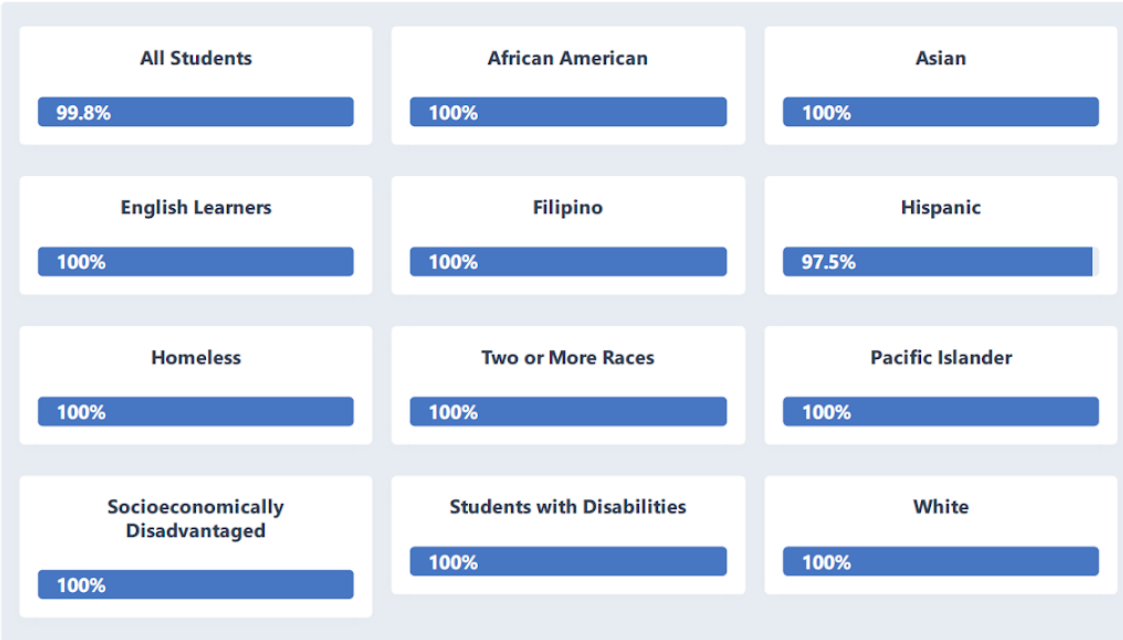 All Students
99.8%
African American
100%
Asian
100%
English Learners
100%
Filipino
100%
Hispanic
97.5%
Homeless
100%
Two or More Races
100%
Pacific Islander
100%
Socioeconomically
Disadvantaged
100%
Students with Disabilities
100%
White
100%